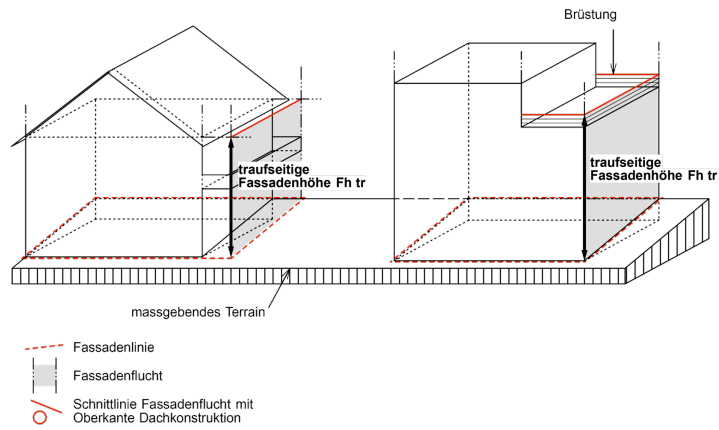 Brüstung
traufseitige
Fassadenhöhe Fh tr
traufseitige
Fassadenhöhe Fh tr
massgebendes Terrain
Fassadenlinie
Fassadenflucht
Schnittlinie Fassadenflucht mit
Oberkante Dachkonstruktion